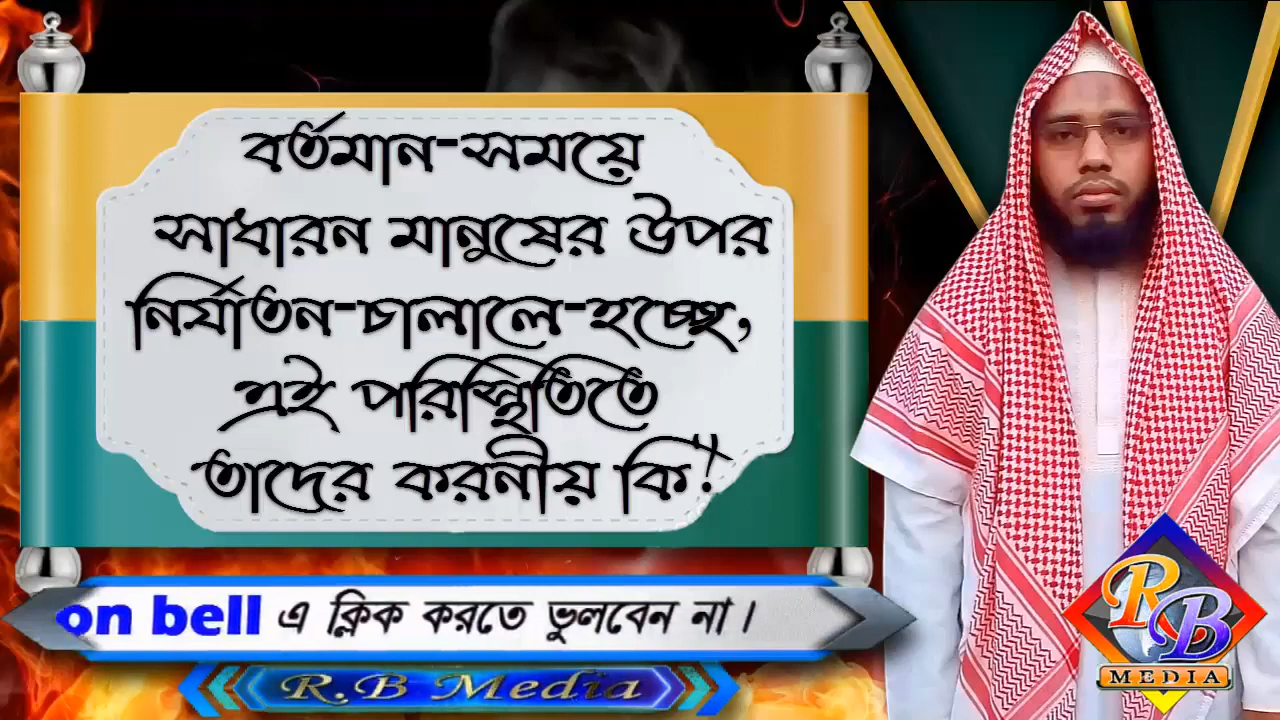 বর্তমান-সময়ে
সাধারন মানুষের উপর
নির্যাতন-চালালে-হচ্ছে,
এই পরিস্থিতিতে
তাদের করনীয় কি!
on bell এ ক্লিক করতে ভুলবেন না।
R.B Media
RB
MEDIA